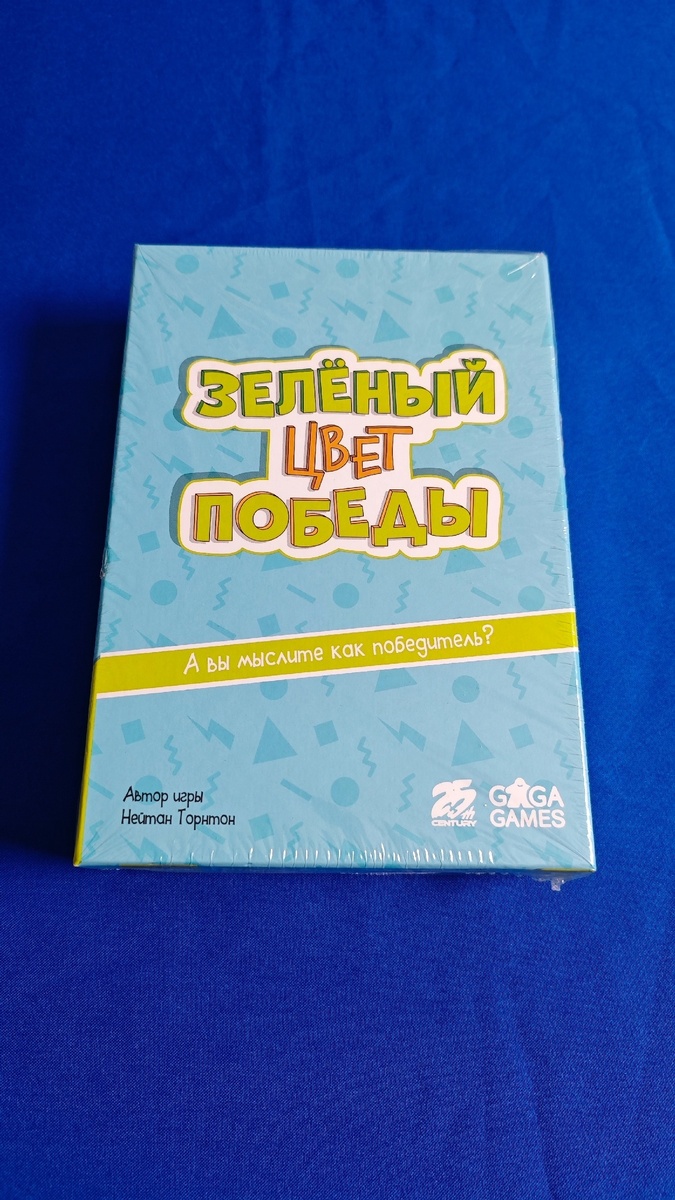 ЗЕЛЁНЫЙ
ЦВЕТ
ПОБЕДЫ
А вы мыслите как победитель?
Автор игры
Нейтан Торнтон
25th
CENTURY
GAGA
GAMES